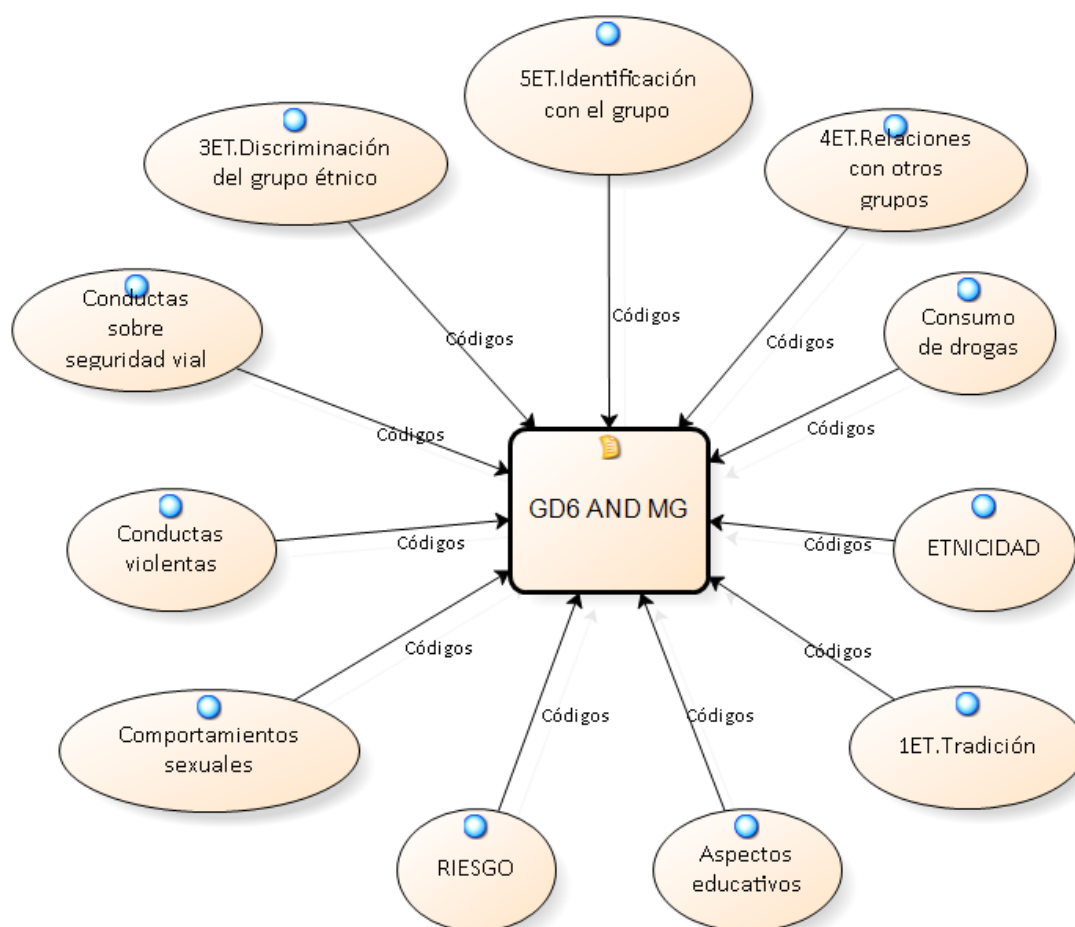 5ET.Identificación
con el grupo
3ET.Discriminación
del grupo étnico
4ET.Relaciones
con otros
grupos
Conductas
sobre
seguridad vial
Consumo
de drogas
Códigos
Códigos
Códigos
Códigos
Códigos
GD6 AND MG
Conductas
violentas
Códigos
Códigos
ETNICIDAD
Comportamientos
sexuales
Códigos
Códigos
1ET.Tradición
Códigos
Códigos
RIESGO
Aspectos
educativos